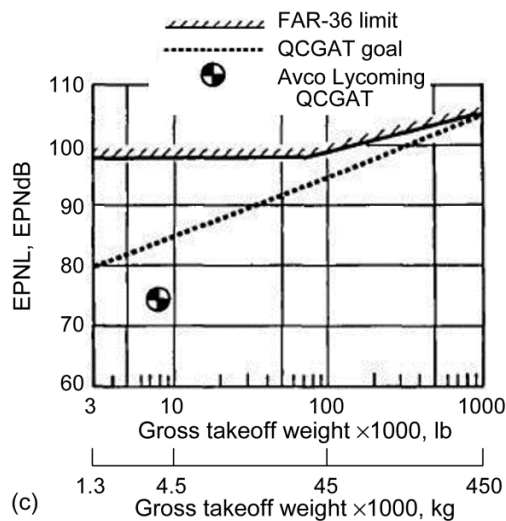 FAR-36 limit
QCGAT goal
Avco Lycoming
QCGAT
110
100
90
80
70
60
EPNL, EPNdB
3 10 100 1000
Gross takeoff weight ×1000, lb
1.3 4.5 45 450
Gross takeoff weight ×1000, kg
(c)